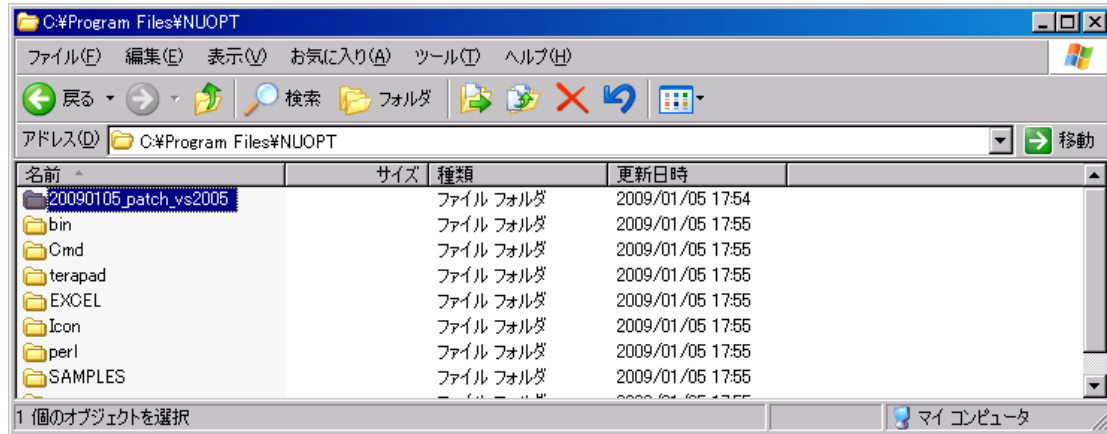 C:¥Program Files¥NUOPT
ファイル(F) 編集(E) 表示(V) お気に入り(A) ツール(T) ヘルプ(H)
戻る 検索 フォルダ
アドレス(D) C:¥Program Files¥NUOPT 移動
名前 サイズ 種類 更新日時
20090105_patch_vs2005 ファイル フォルダ 2009/01/05 17:54
bin ファイル フォルダ 2009/01/05 17:55
Cmd ファイル フォルダ 2009/01/05 17:55
terapad ファイル フォルダ 2009/01/05 17:55
EXCEL ファイル フォルダ 2009/01/05 17:55
Icon ファイル フォルダ 2009/01/05 17:55
perl ファイル フォルダ 2009/01/05 17:55
SAMPLES ファイル フォルダ 2009/01/05 17:55
1 個のオブジェクトを選択 マイ コンピュータ